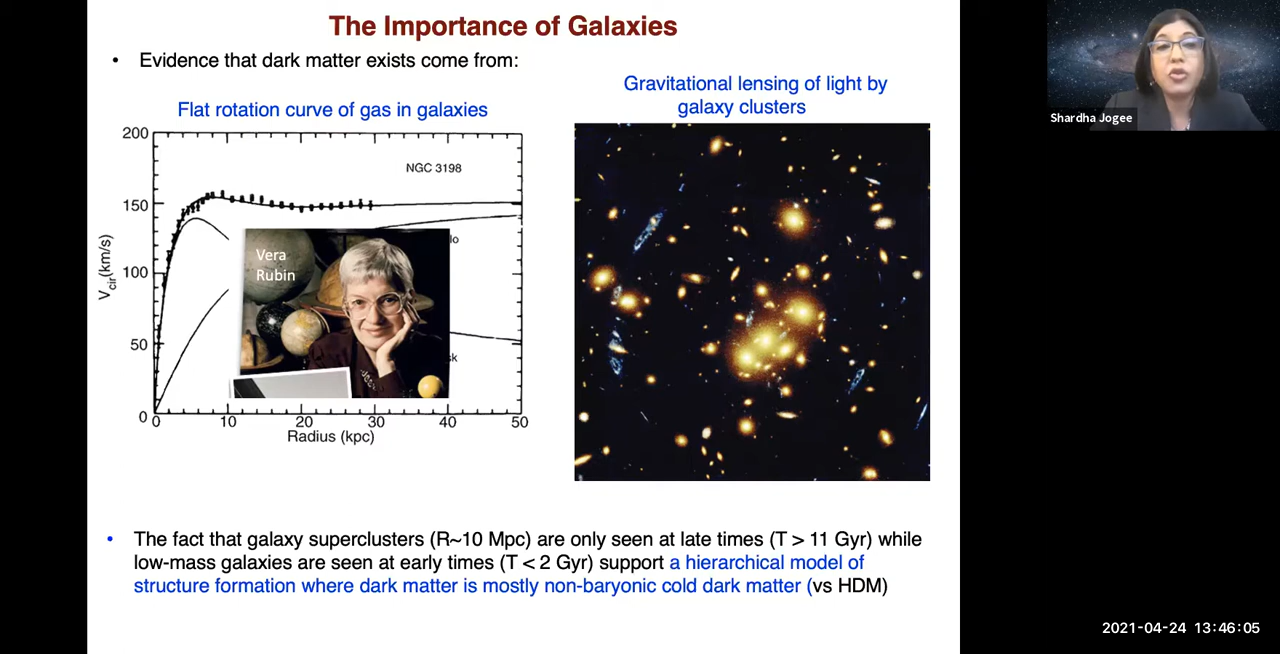 The Importance of Galaxies
• Evidence that dark matter exists come from:
Flat rotation curve of gas in galaxies
Gravitational lensing of light by
galaxy clusters
200
150
100
50
0
V cir (km/s)
NGC 3198
lo
sk
Vera
Rubin
0 10 20 30 40 50
Radius (kpc)
• The fact that galaxy superclusters (R~10 Mpc) are only seen at late times (T > 11 Gyr) while
low-mass galaxies are seen at early times (T < 2 Gyr) support a hierarchical model of
structure formation where dark matter is mostly non-baryonic cold dark matter (vs HDM)
Shardha Jogee
2021-04-24 13:46:05